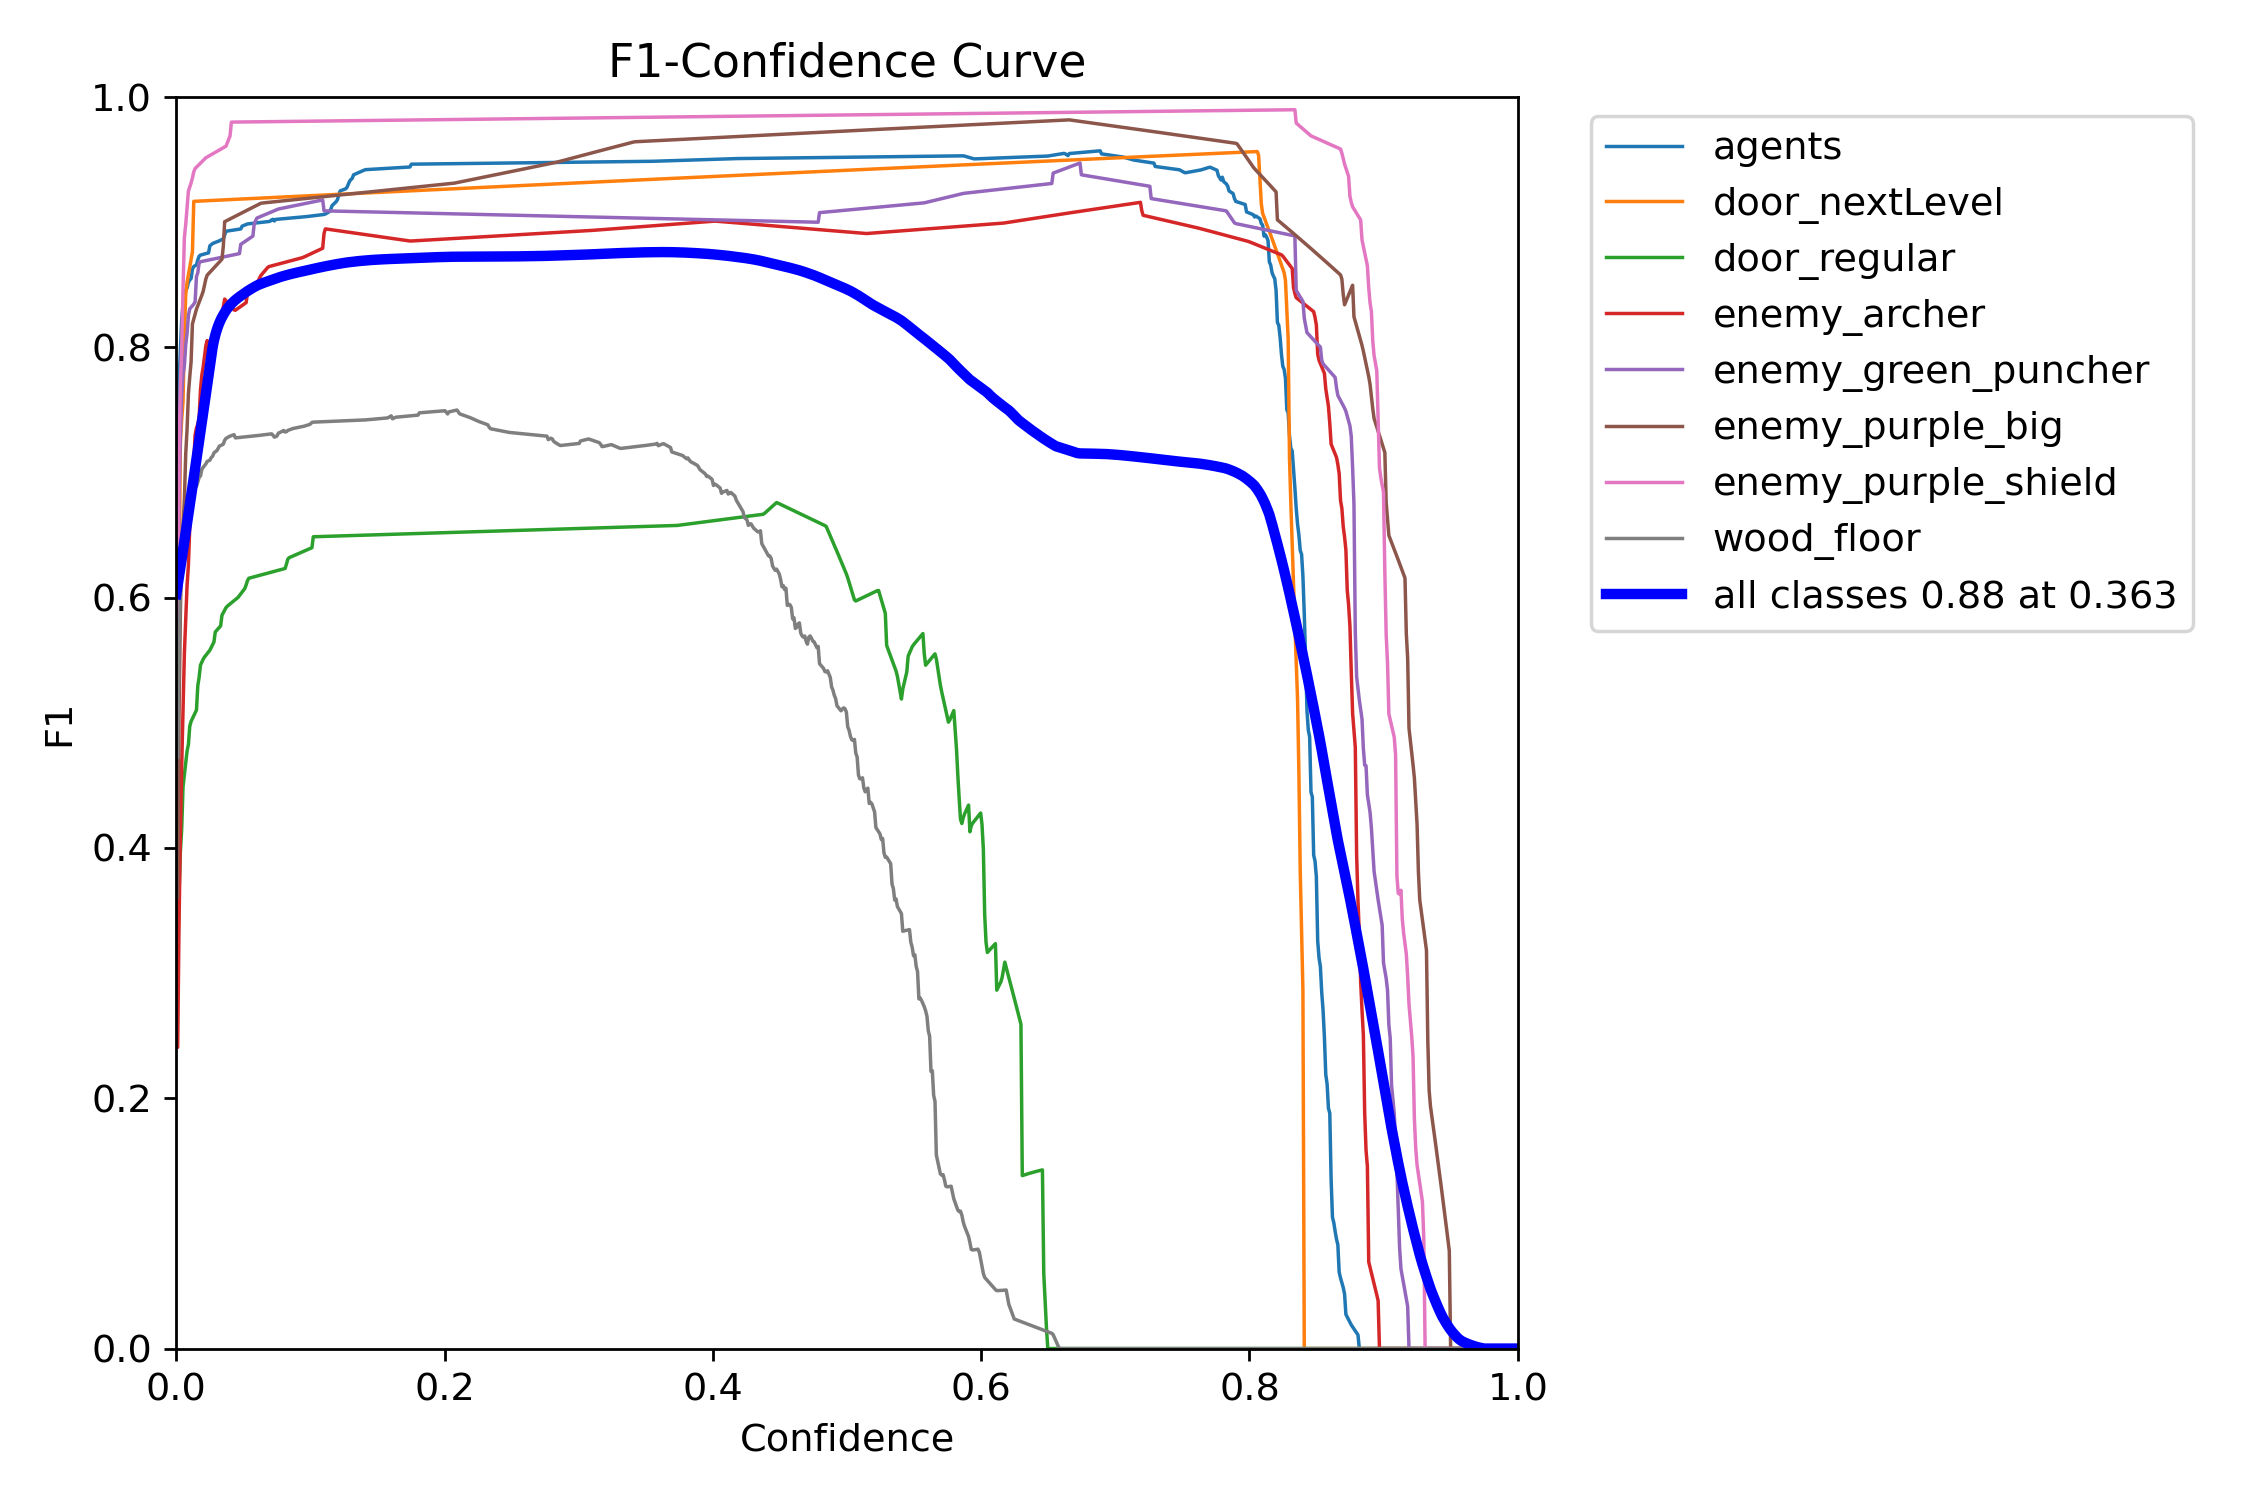 F1-Confidence Curve
1.0
0.8
0.6
0.4
0.2
0.0
F1
0.0 0.2 0.4 0.6 0.8 1.0
Confidence
agents
door_nextLevel
door_regular
enemy_archer
enemy_green_puncher
enemy_purple_big
enemy_purple_shield
wood_floor
all classes 0.88 at 0.363